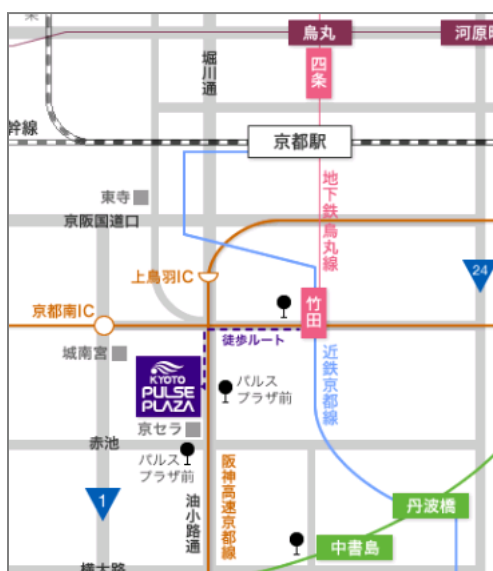 烏丸
河原町
堀川通
四条
幹線
京都駅
東寺
京阪国道口
地下鉄烏丸線
上鳥羽IC
24
京都南IC
竹田
徒歩ルート
城南宮
KYOTO
PULSE
PLAZA
パルス
プラザ前
近鉄京都線
京セラ
赤池
パルス
プラザ前
阪神高速京都線
1
油小路通
丹波橋
中書島
横大路